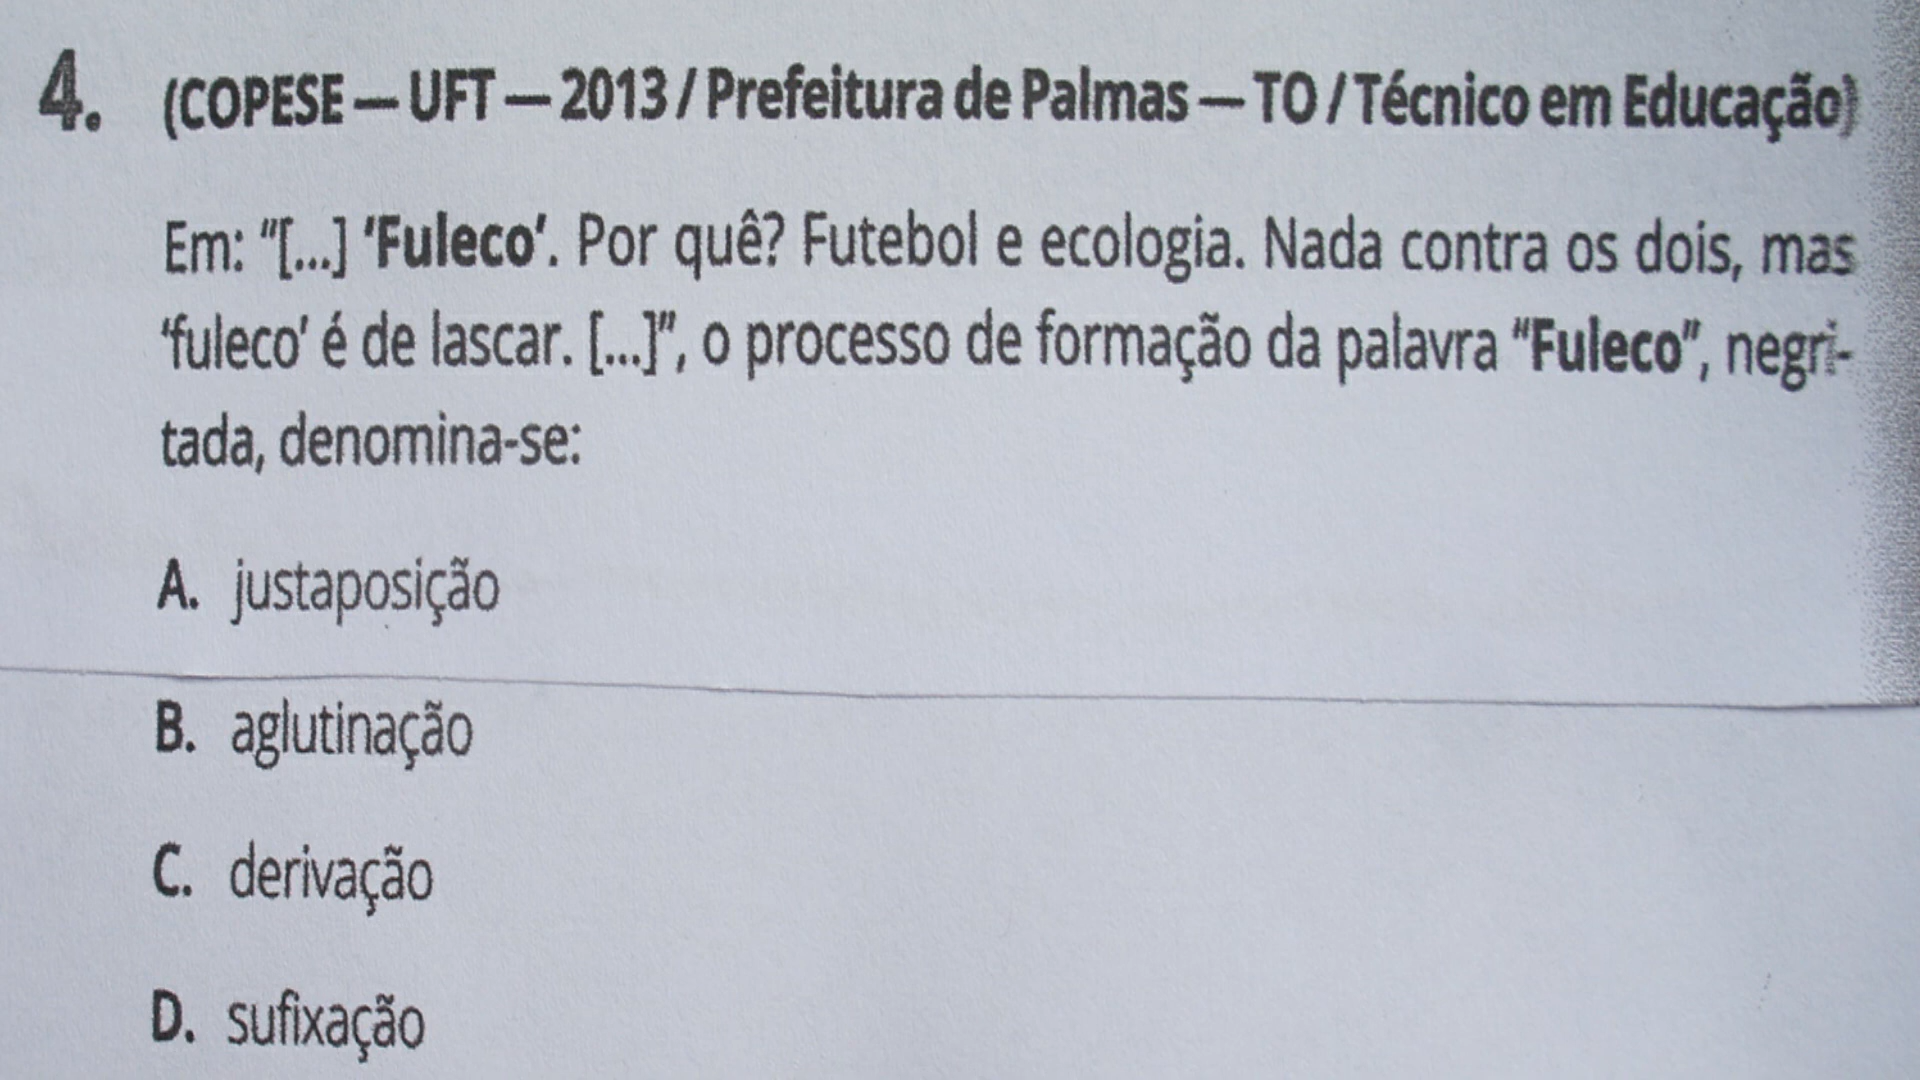 4. (COPESE — UFT — 2013 / Prefeitura de Palmas — TO / Técnico em Educação)
Em: “[...] ‘Fuleco’. Por quê? Futebol e ecologia. Nada contra os dois, mas
‘fuleco’ é de lascar. [...]”, o processo de formação da palavra “Fuleco”, negri-
tada, denomina-se:
A. justaposição
B. aglutinação
C. derivação
D. sufixação